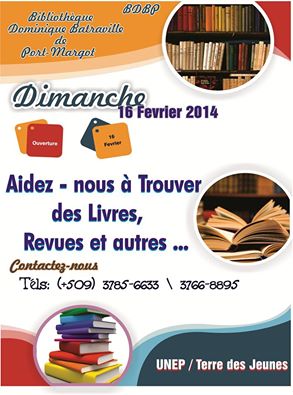 Bibliothèque
BDBP
Dominique Batraville
de
Port-Margot
Dimanche
16 Fevrier 2014
Ouverture
16
Fevrier
Aidez - nous à Trouver
des Livres,
Revues et autres ...
Contactez-nous
Téls: (+509) 3785-6633 \ 3766-8895
UNEP / Terre des Jeunes